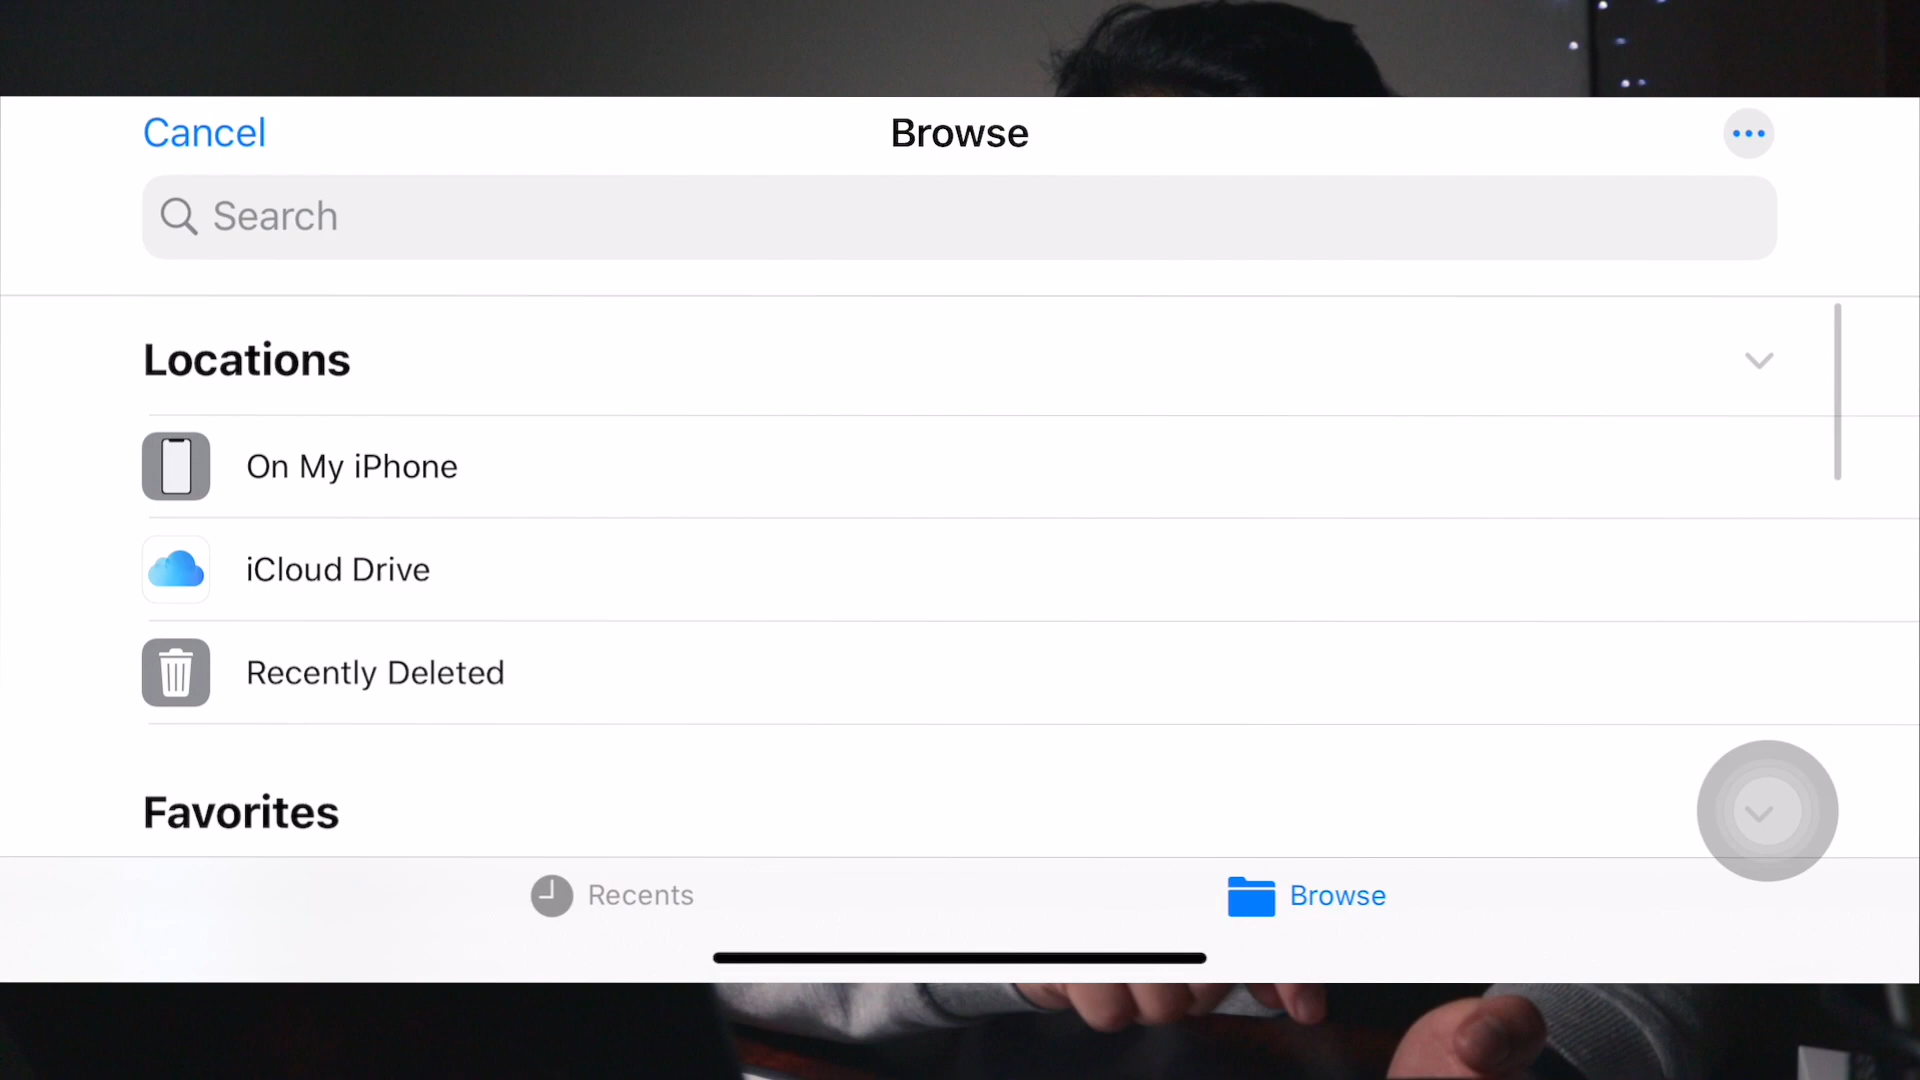 Cancel
Browse
Search
Locations
On My iPhone
iCloud Drive
Recently Deleted
Favorites
Recents
Browse